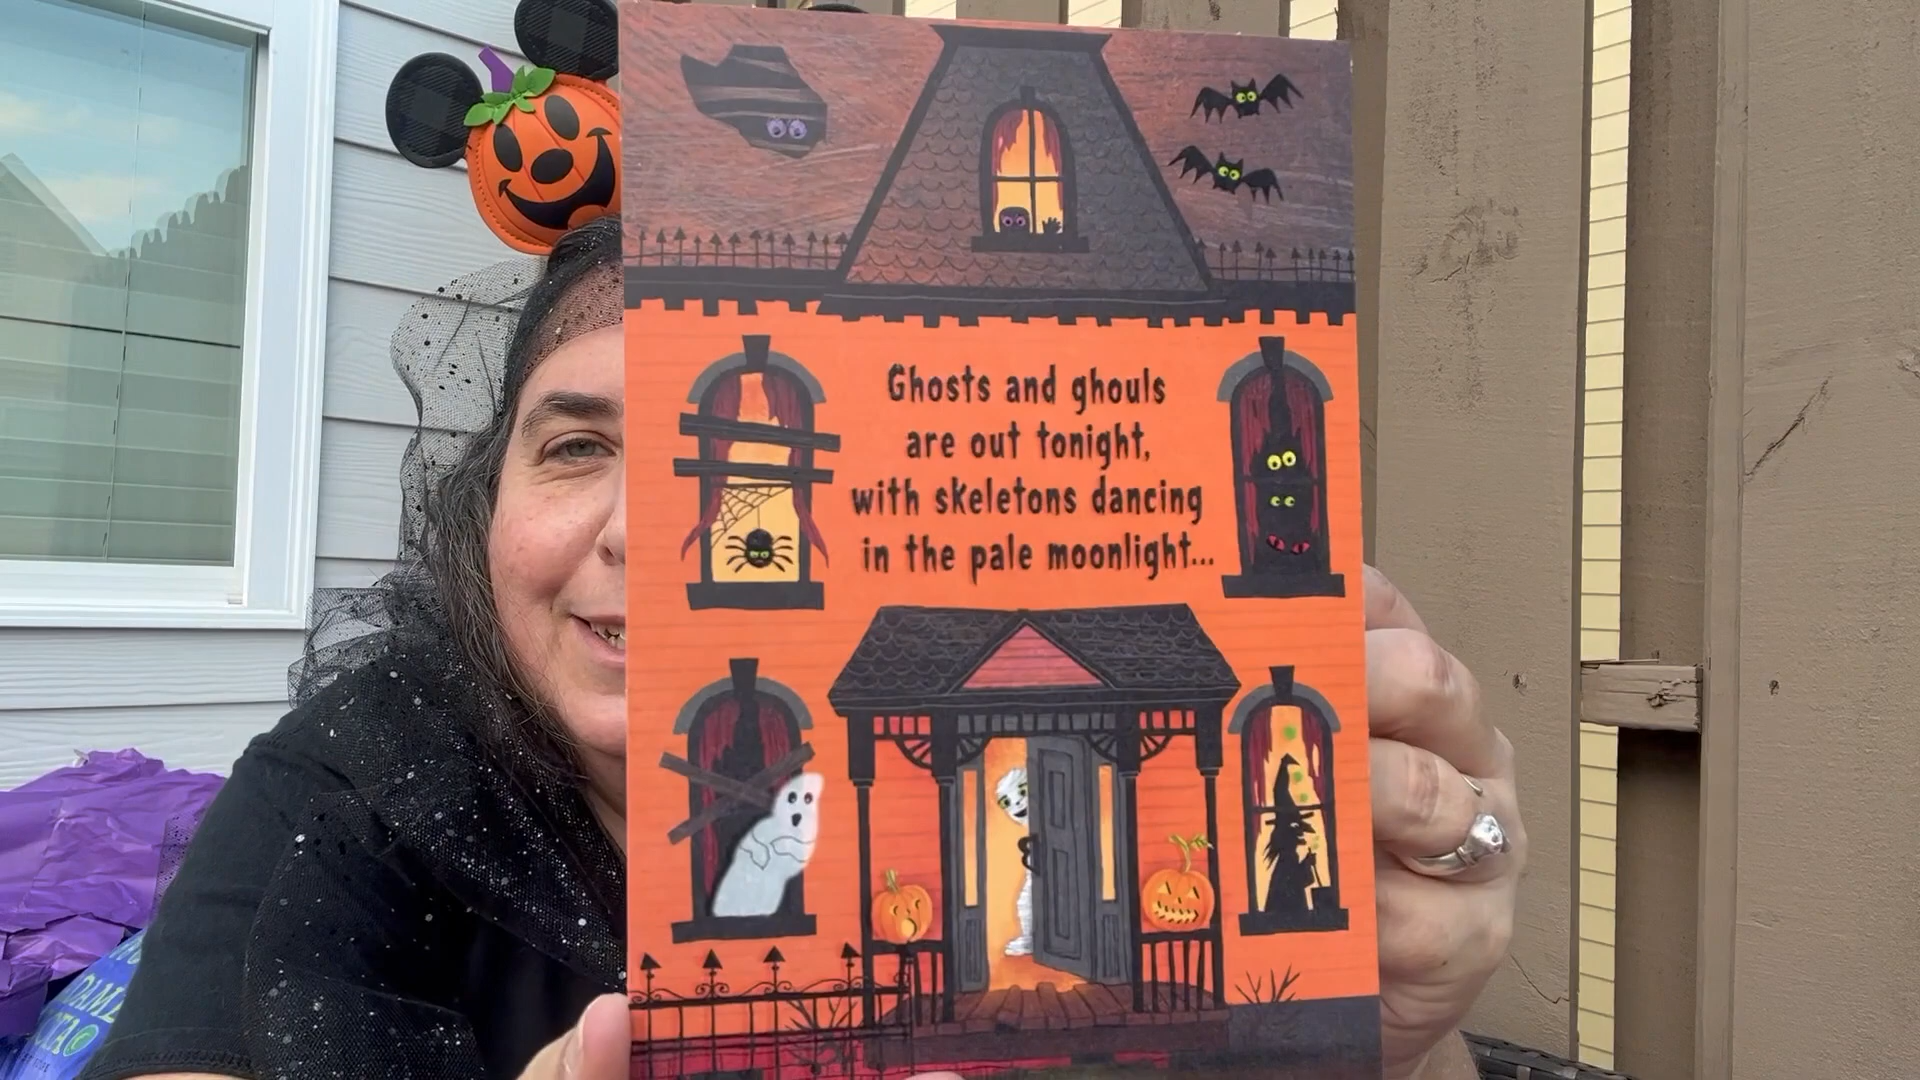 Ghosts and ghouls
are out tonight,
with skeletons dancing
in the pale moonlight...